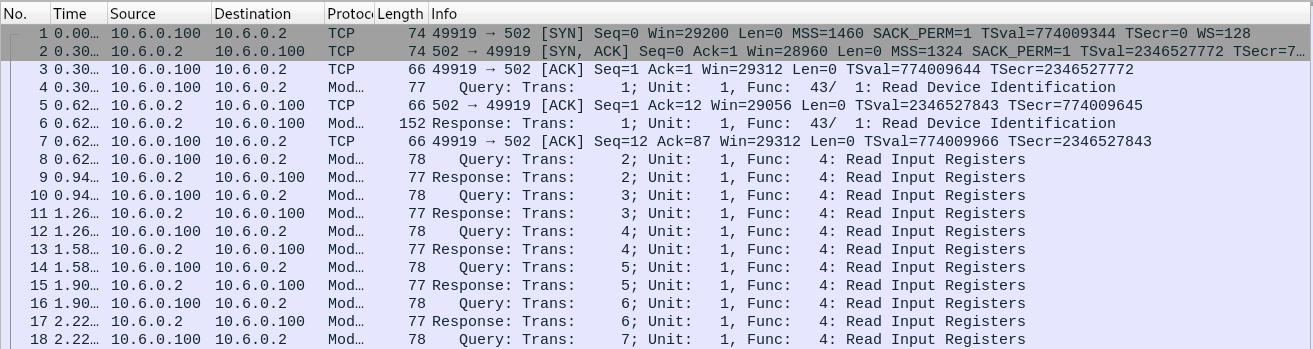 No. Time Source Destination Protoc Length Info
1 0.00… 10.6.0.100 10.6.0.2 TCP 74 49919 → 502 [SYN] Seq=0 Win=29200 Len=0 MSS=1460 SACK_PERM=1 TSval=774009344 TSecr=0 WS=128
2 0.30… 10.6.0.2 10.6.0.100 TCP 74 502 → 49919 [SYN, ACK] Seq=0 Ack=1 Win=28960 Len=0 MSS=1324 SACK_PERM=1 TSval=2346527772 TSecr=7…
3 0.30… 10.6.0.100 10.6.0.2 TCP 66 49919 → 502 [ACK] Seq=1 Ack=1 Win=29312 Len=0 TSval=774009644 TSecr=2346527772
4 0.30… 10.6.0.100 10.6.0.2 Mod… 77 Query: Trans: 1; Unit: 1, Func: 43/ 1: Read Device Identification
5 0.62… 10.6.0.2 10.6.0.100 TCP 66 502 → 49919 [ACK] Seq=1 Ack=12 Win=29056 Len=0 TSval=2346527843 TSecr=774009645
6 0.62… 10.6.0.2 10.6.0.100 Mod… 152 Response: Trans: 1; Unit: 1, Func: 43/ 1: Read Device Identification
7 0.62… 10.6.0.100 10.6.0.2 TCP 66 49919 → 502 [ACK] Seq=12 Ack=87 Win=29312 Len=0 TSval=774009966 TSecr=2346527843
8 0.62… 10.6.0.100 10.6.0.2 Mod… 78 Query: Trans: 2; Unit: 1, Func: 4: Read Input Registers
9 0.94… 10.6.0.2 10.6.0.100 Mod… 77 Response: Trans: 2; Unit: 1, Func: 4: Read Input Registers
10 0.94… 10.6.0.100 10.6.0.2 Mod… 78 Query: Trans: 3; Unit: 1, Func: 4: Read Input Registers
11 1.26… 10.6.0.2 10.6.0.100 Mod… 77 Response: Trans: 3; Unit: 1, Func: 4: Read Input Registers
12 1.26… 10.6.0.100 10.6.0.2 Mod… 78 Query: Trans: 4; Unit: 1, Func: 4: Read Input Registers
13 1.58… 10.6.0.2 10.6.0.100 Mod… 77 Response: Trans: 4; Unit: 1, Func: 4: Read Input Registers
14 1.58… 10.6.0.100 10.6.0.2 Mod… 78 Query: Trans: 5; Unit: 1, Func: 4: Read Input Registers
15 1.90… 10.6.0.2 10.6.0.100 Mod… 77 Response: Trans: 5; Unit: 1, Func: 4: Read Input Registers
16 1.90… 10.6.0.100 10.6.0.2 Mod… 78 Query: Trans: 6; Unit: 1, Func: 4: Read Input Registers
17 2.22… 10.6.0.2 10.6.0.100 Mod… 77 Response: Trans: 6; Unit: 1, Func: 4: Read Input Registers
18 2.22… 10.6.0.100 10.6.0.2 Mod… 78 Query: Trans: 7; Unit: 1, Func: 4: Read Input Registers